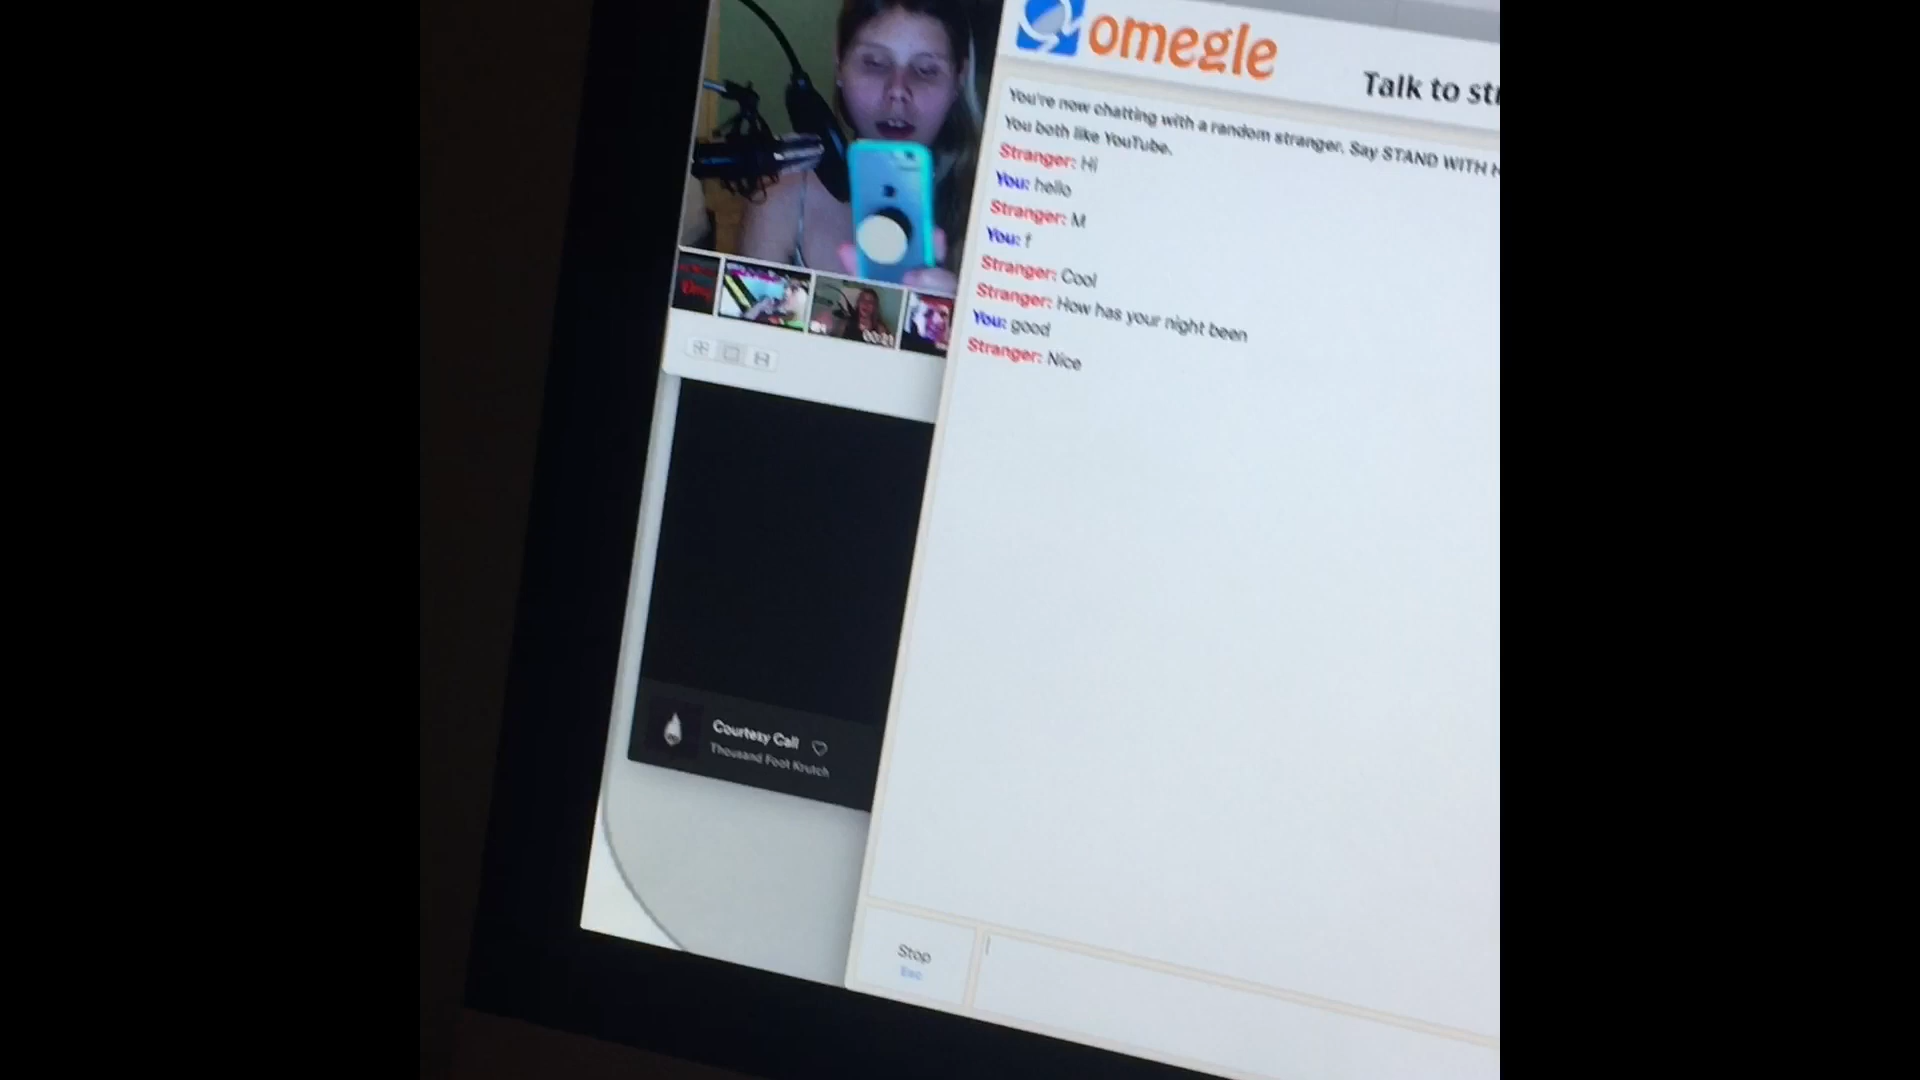 omegle
Talk to
You're now chatting with a random stranger. Say STAND WITH
You both like YouTube.
Stranger: Hi
You: hello
Stranger: M
You: f
Stranger: Cool
Stranger: How has your night been
You: good
Stranger: Nice
00:21
Courtesy Call
Thousand Foot Krutch
Stop
Esc